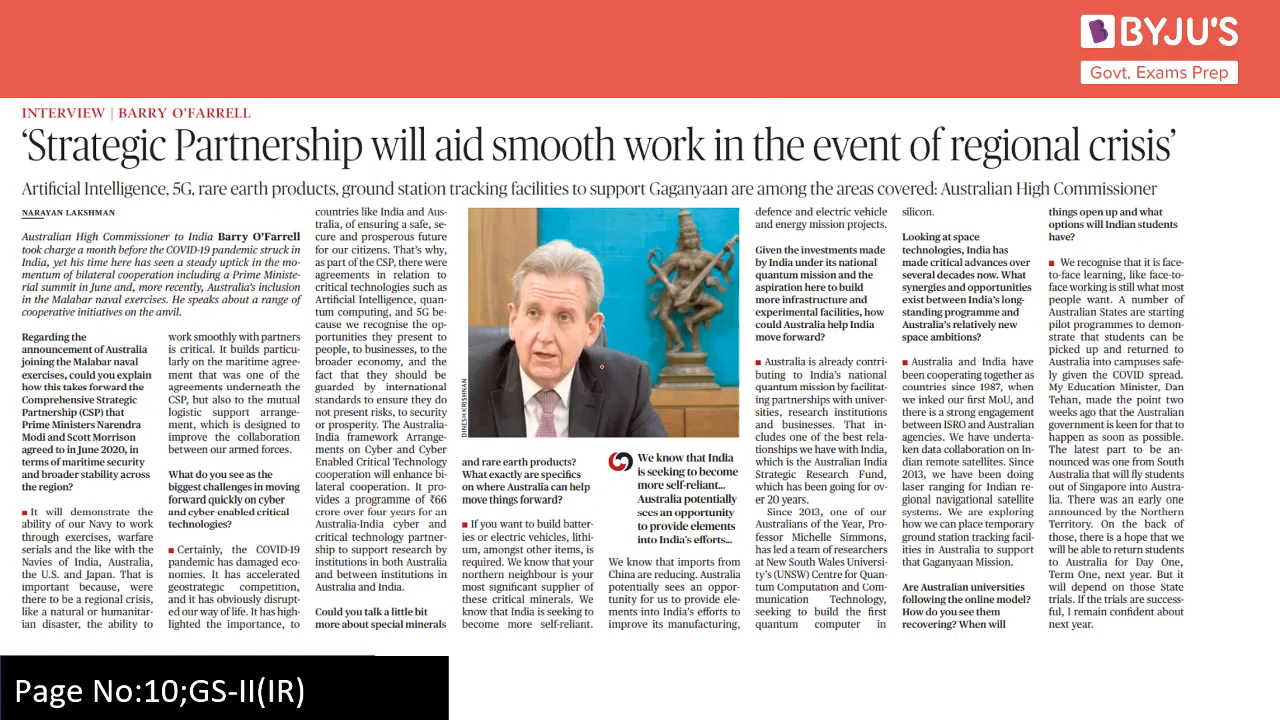 BYJU'S
Govt. Exams Prep
INTERVIEW | BARRY O'FARRELL
'Strategic Partnership will aid smooth work in the event of regional crisis'
Artificial Intelligence, 5G, rare earth products, ground station tracking facilities to support Gaganyaan are among the areas covered: Australian High Commissioner
NARAYAN LAKSHMAN
Australian High Commissioner to India Barry O'Farrell
took charge a month before the COVID-19 pandemic struck in
India, yet his time here has seen a steady uptick in the mo-
mentum of bilateral cooperation including a Prime Ministe-
rial summit in June and, more recently, Australia's inclusion
in the Malabar naval exercises. He speaks about a range of
cooperative initiatives on the anvil.
Regarding the
announcement of Australia
joining the Malabar naval
exercises, could you explain
how this takes forward the
Comprehensive Strategic
Partnership (CSP) that
Prime Ministers Narendra
Modi and Scott Morrison
agreed to in June 2020, in
terms of maritime security
and broader stability across
the region?
■ It will demonstrate the
ability of our Navy to work
through exercises, warfare
serials and the like with the
Navies of India, Australia,
the U.S. and Japan. That is
important because, were
there to be a regional crisis,
like a natural or humanitar-
ian disaster, the ability to
work smoothly with partners
is critical. It builds particu-
larly on the maritime agree-
ment that was one of the
agreements underneath the
CSP, but also to the mutual
logistic support arrange-
ment, which is designed to
improve the collaboration
between our armed forces.
What do you see as the
biggest challenges in moving
forward quickly on cyber
and cyber-enabled critical
technologies?
■ Certainly, the COVID-19
pandemic has damaged eco-
nomies. It has accelerated
geostrategic competition,
and it has obviously disrupt-
ed our way of life. It has high-
lighted the importance, to
countries like India and Aus-
tralia, of ensuring a safe, se-
cure and prosperous future
for our citizens. That's why,
as part of the CSP, there were
agreements in relation to
critical technologies such as
Artificial Intelligence, quan-
tum computing, and 5G be-
cause we recognise the op-
portunities they present to
people, to businesses, to the
broader economy, and the
fact that they should be
guarded by international
standards to ensure they do
not present risks, to security
or prosperity. The Australia-
India framework Arrange-
ments on Cyber and Cyber
Enabled Critical Technology
cooperation will enhance bi-
lateral cooperation. It pro-
vides a programme of ₹66
crore over four years for an
Australia-India cyber and
critical technology partner-
ship to support research by
institutions in both Australia
and between institutions in
Australia and India.
Could you talk a little bit
more about special minerals
DINESH KRISHNAN
and rare earth products?
What exactly are specifics
on where Australia can help
move things forward?
■ If you want to build batter-
ies or electric vehicles, lithi-
um, amongst other items, is
required. We know that your
northern neighbour is your
most significant supplier of
these critical minerals. We
know that India is seeking to
become more self-reliant.
We know that India
is seeking to become
more self-reliant...
Australia potentially
sees an opportunity
to provide elements
into India's efforts...
We know that imports from
China are reducing. Australia
potentially sees an oppor-
tunity for us to provide ele-
ments into India's efforts to
improve its manufacturing,
defence and electric vehicle
and energy mission projects.
Given the investments made
by India under its national
quantum mission and the
aspiration here to build
more infrastructure and
experimental facilities, how
could Australia help India
move forward?
■ Australia is already contri-
buting to India's national
quantum mission by facilitat-
ing partnerships with univer-
sities, research institutions
and businesses. That in-
cludes one of the best rela-
tionships we have with India,
which is the Australian India
Strategic Research Fund,
which has been going for ov-
er 20 years.
Since 2013, one of our
Australians of the Year, Pro-
fessor Michelle Simmons,
has led a team of researchers
at New South Wales Universi-
ty's (UNSW) Centre for Quan-
tum Computation and Com-
munication Technology,
seeking to build the first
quantum computer in
silicon.
Looking at space
technologies, India has
made critical advances over
several decades now. What
synergies and opportunities
exist between India's long-
standing programme and
Australia's relatively new
space ambitions?
■ Australia and India have
been cooperating together as
countries since 1987, when
we inked our first MoU, and
there is a strong engagement
between ISRO and Australian
agencies. We have underta-
ken data collaboration on In-
dian remote satellites. Since
2013, we have been doing
laser ranging for Indian re-
gional navigational satellite
systems. We are exploring
how we can place temporary
ground station tracking facil-
ities in Australia to support
that Gaganyaan Mission.
Are Australian universities
following the online model?
How do you see them
recovering? When will
things open up and what
options will Indian students
have?
■ We recognise that it is face-
to-face learning, like face-to-
face working is still what most
people want. A number of
Australian States are starting
pilot programmes to demon-
strate that students can be
picked up and returned to
Australia into campuses safe-
ly given the COVID spread.
My Education Minister, Dan
Tehan, made the point two
weeks ago that the Australian
government is keen for that to
happen as soon as possible.
The latest part to be an-
nounced was one from South
Australia that will fly students
out of Singapore into Austra-
lia. There was an early one
announced by the Northern
Territory. On the back of
those, there is a hope that we
will be able to return students
to Australia for Day One,
Term One, next year. But it
will depend on those State
trials. If the trials are success-
ful, I remain confident about
next year.
Page No:10;GS-II(IR)